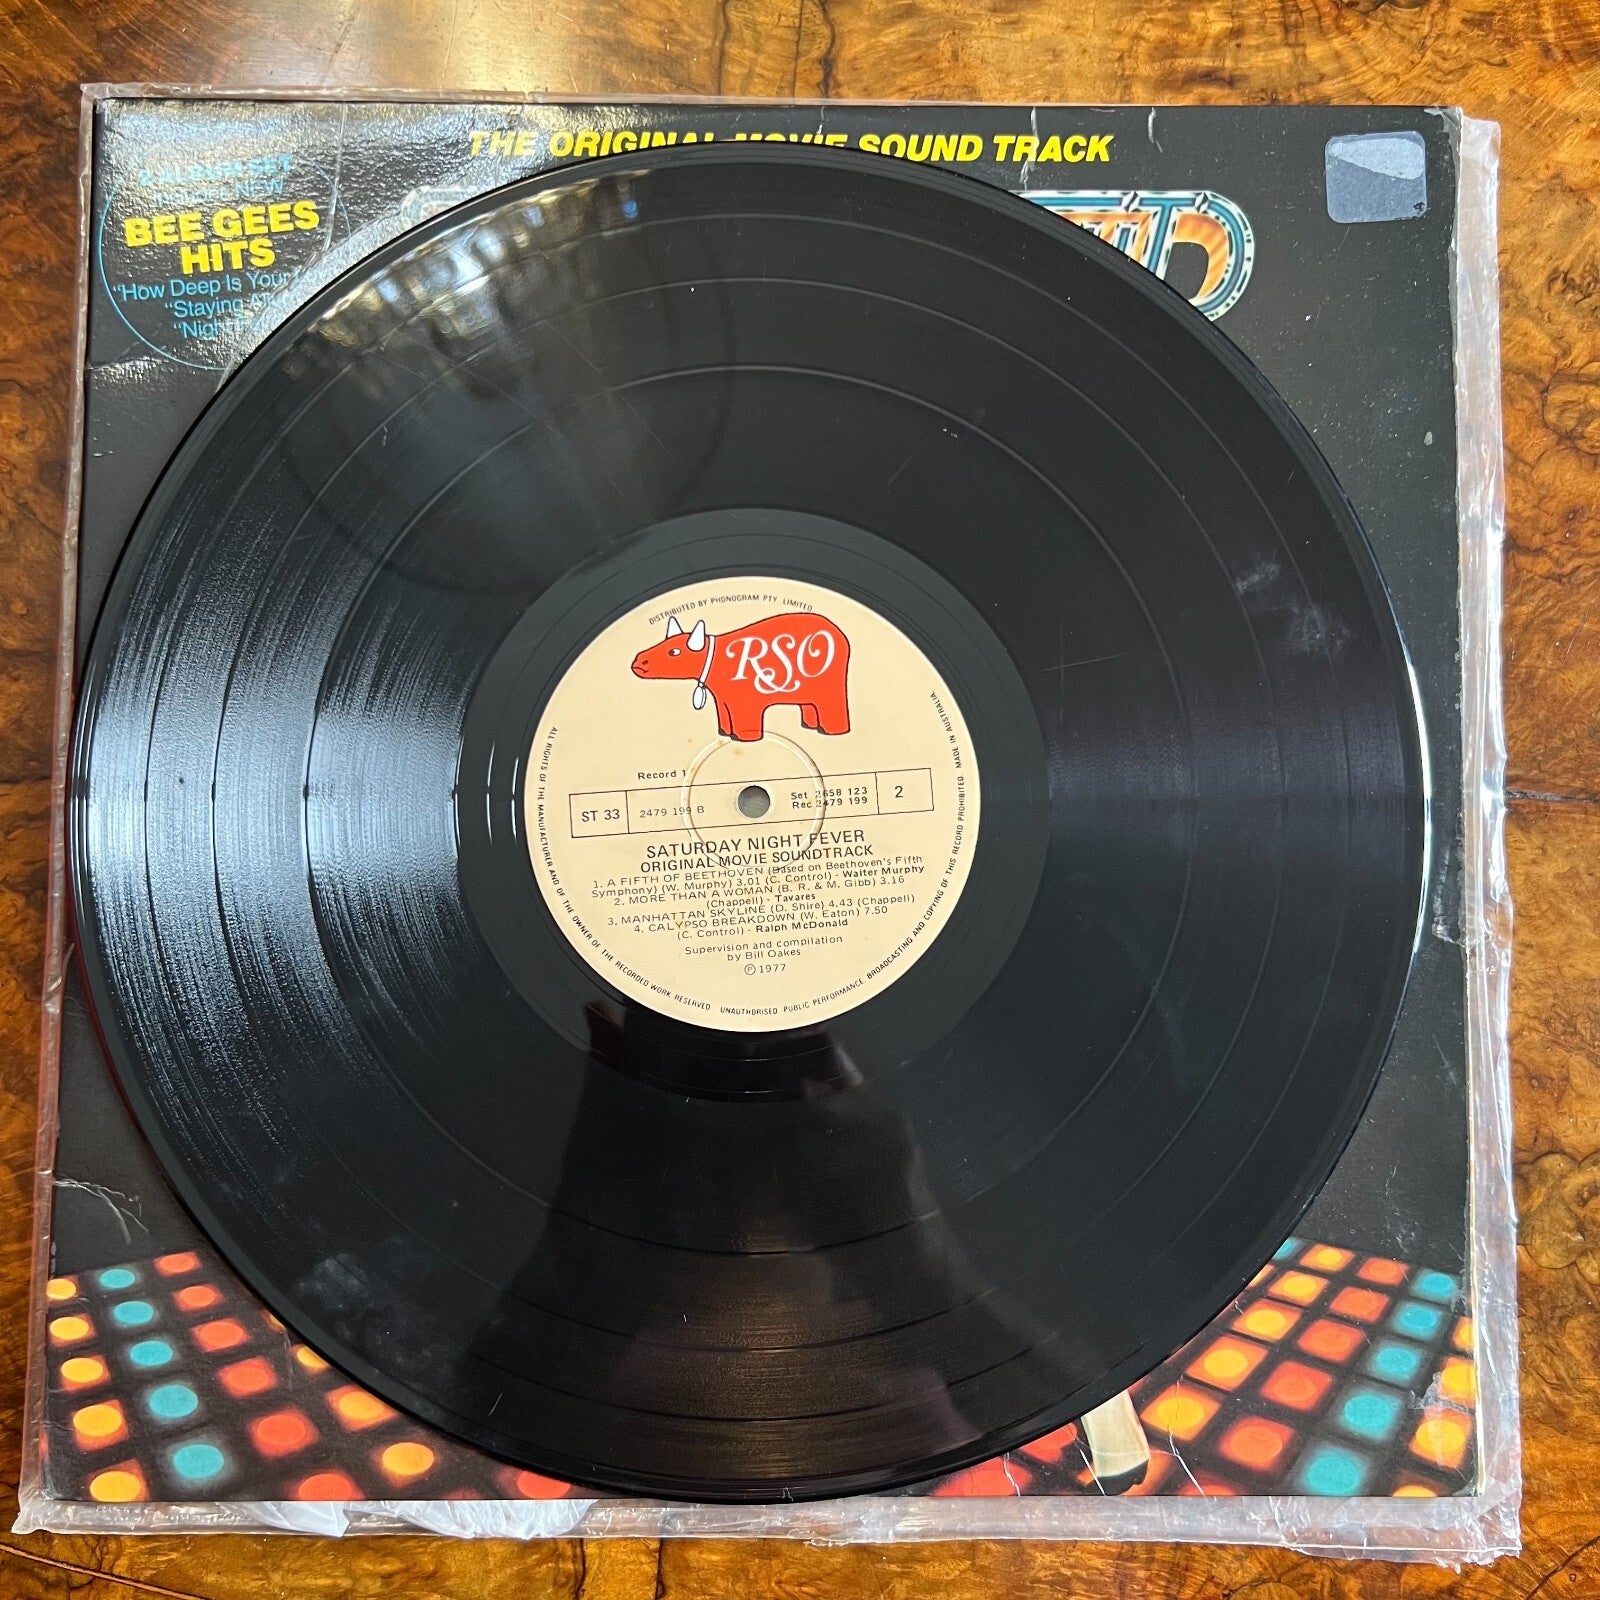 THE ORIGINAL MOVIE SOUND TRACK
2 ALBUM SET
NEW
BEE GEES
HITS
"How Deep Is Your
"Staying
"Night
DISTRIBUTED BY PHONOGRAM PTY. LIMITED
RSO
Record 1
ST 33
2479 199 B
Set 2658 123
Rec 2479 199
2
SATURDAY NIGHT FEVER
ORIGINAL MOVIE SOUNDTRACK
1. A FIFTH OF BEETHOVEN (Based on Beethoven's Fifth
Symphony) (W. Murphy) 3.01 (C. Control) - Walter Murphy
2. MORE THAN A WOMAN (B. R. & M. Gibb) 3.16
(Chappell) - Tavares
3. MANHATTAN SKYLINE (D. Shire) 4.43 (Chappell)
4. CALYPSO BREAKDOWN (W. Eaton) 7.50
(C. Control) - Ralph McDonald
Supervision and compilation
by Bill Oakes
Ⓟ 1977
ALL RIGHTS OF THE MANUFACTURER AND OF THE OWNER OF THE RECORDED WORK RESERVED. UNAUTHORISED PUBLIC PERFORMANCE, BROADCASTING AND COPYING OF THIS RECORD PROHIBITED. MADE IN AUSTRALIA.